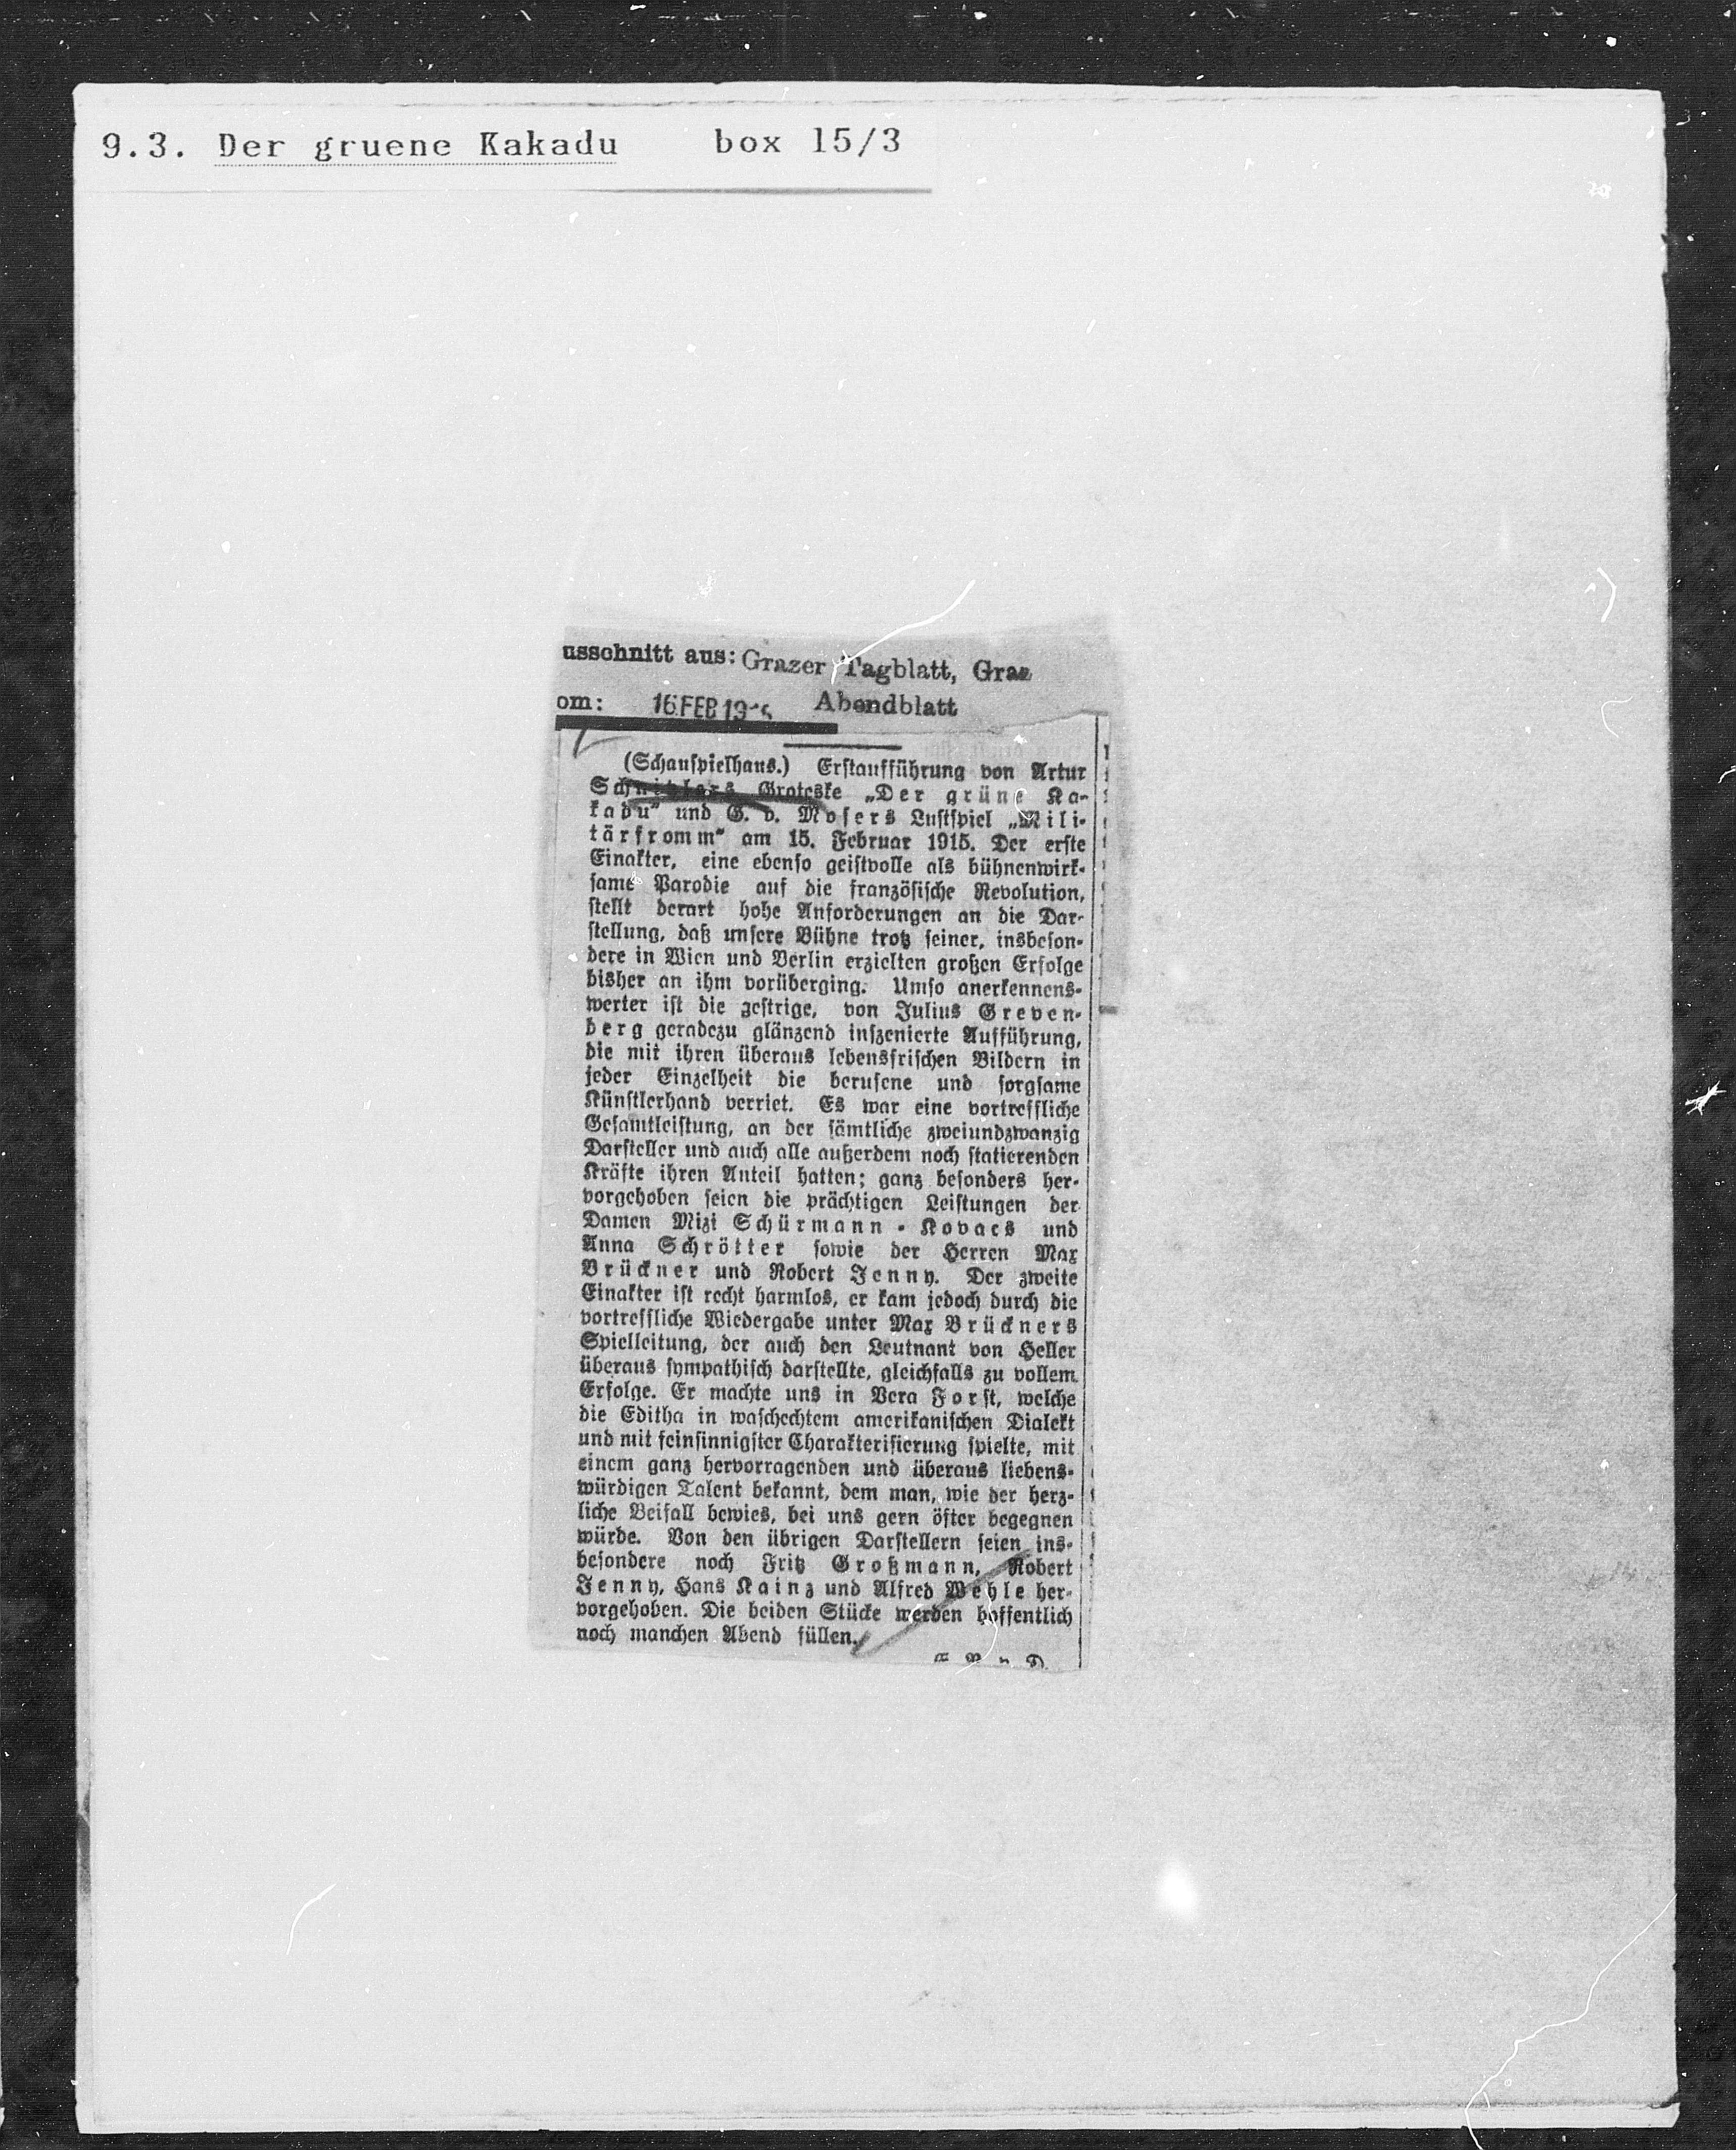 9.3. Der gruene Kakadu box 15/3
usschnitt aus: Grazer Tagblatt, Graz
om: 16.FEB 19 Abendblatt
(Schauspielhaus.) Erstaufführung von Artur
Schnitzlers Groteske „Der grüne Ka-
kadu“ und G. v. Mosers Lustspiel „Mili-
tärfromm“ am 15. Februar 1915. Der erste
Einakter, eine ebenso geistvolle als bühnenwirk-
same Parodie auf die französische Revolution,
stellt derart hohe Anforderungen an die Dar-
stellung, daß unsere Bühne trotz seiner, insbeson-
dere in Wien und Berlin erzielten großen Erfolge
bisher an ihm vorüberging. Umso anerkennens-
werter ist die gestrige, von Julius Greven-
berg geradezu glänzend inszenierte Aufführung,
die mit ihren überaus lebensfrischen Bildern in
jeder Einzelheit die berufene und sorgsame
Künstlerhand verriet. Es war eine vortreffliche
Gesamtleistung, an der sämtliche zweiundzwanzig
Darsteller und auch alle außerdem noch statierenden
Kräfte ihren Anteil hatten; ganz besonders her-
vorgehoben seien die prächtigen Leistungen der
Damen Mizi Schürmann-Kovacs und
Anna Schrötter sowie der Herren Max
Brückner und Robert Jenny. Der zweite
Einakter ist recht harmlos, er kam jedoch durch die
vortreffliche Wiedergabe unter Max Brückners
Spielleitung, der auch den Leutnant von Heller
überaus sympathisch darstellte, gleichfalls zu vollem
Erfolge. Er machte uns in Vera Forst, welche
die Editha in waschechtem amerikanischen Dialekt
und mit feinsinnigster Charakterisierung spielte, mit
einem ganz hervorragenden und überaus liebens-
würdigen Talent bekannt, dem man, wie der herz-
liche Beifall bewies, bei uns gern öfter begegnen
würde. Von den übrigen Darstellern seien ins-
besondere noch Fritz Großmann, Robert
Jenny, Hans Kainz und Alfred Wehle her-
vorgehoben. Die beiden Stücke werden hoffentlich
noch manchen Abend füllen.